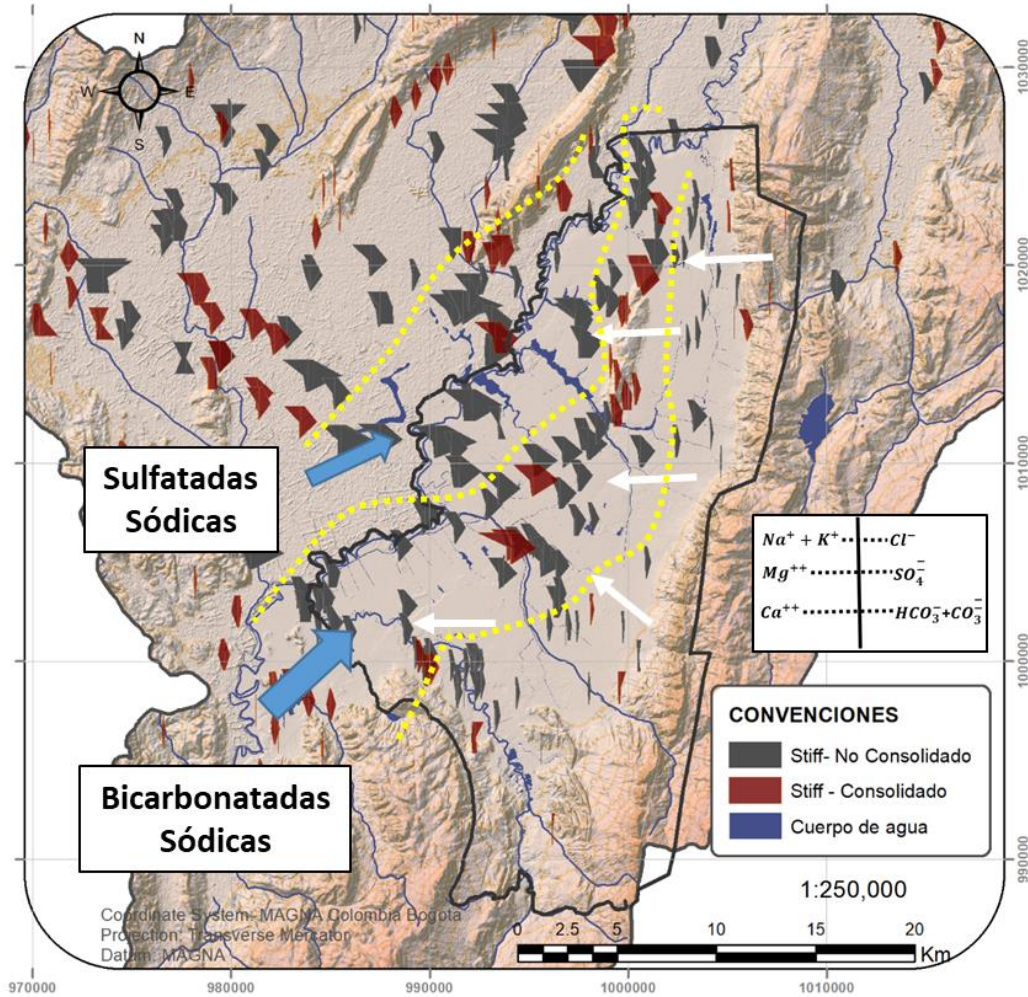 N
W
E
S
1030000
1020000
1010000
1000000
990000
Sulfatadas
Sódicas
Na⁺ + K⁺ Cl⁻
Mg⁺⁺ SO₄⁼
Ca⁺⁺ HCO₃⁻+CO₃⁼
CONVENCIONES
Stiff- No Consolidado
Stiff - Consolidado
Cuerpo de agua
Bicarbonatadas
Sódicas
1:250,000
Coordinate System: MAGNA Colombia Bogota
Projection: Transverse Mercator
Datum: MAGNA
0 2.5 5 10 15 20
Km
970000 980000 990000 1000000 1010000